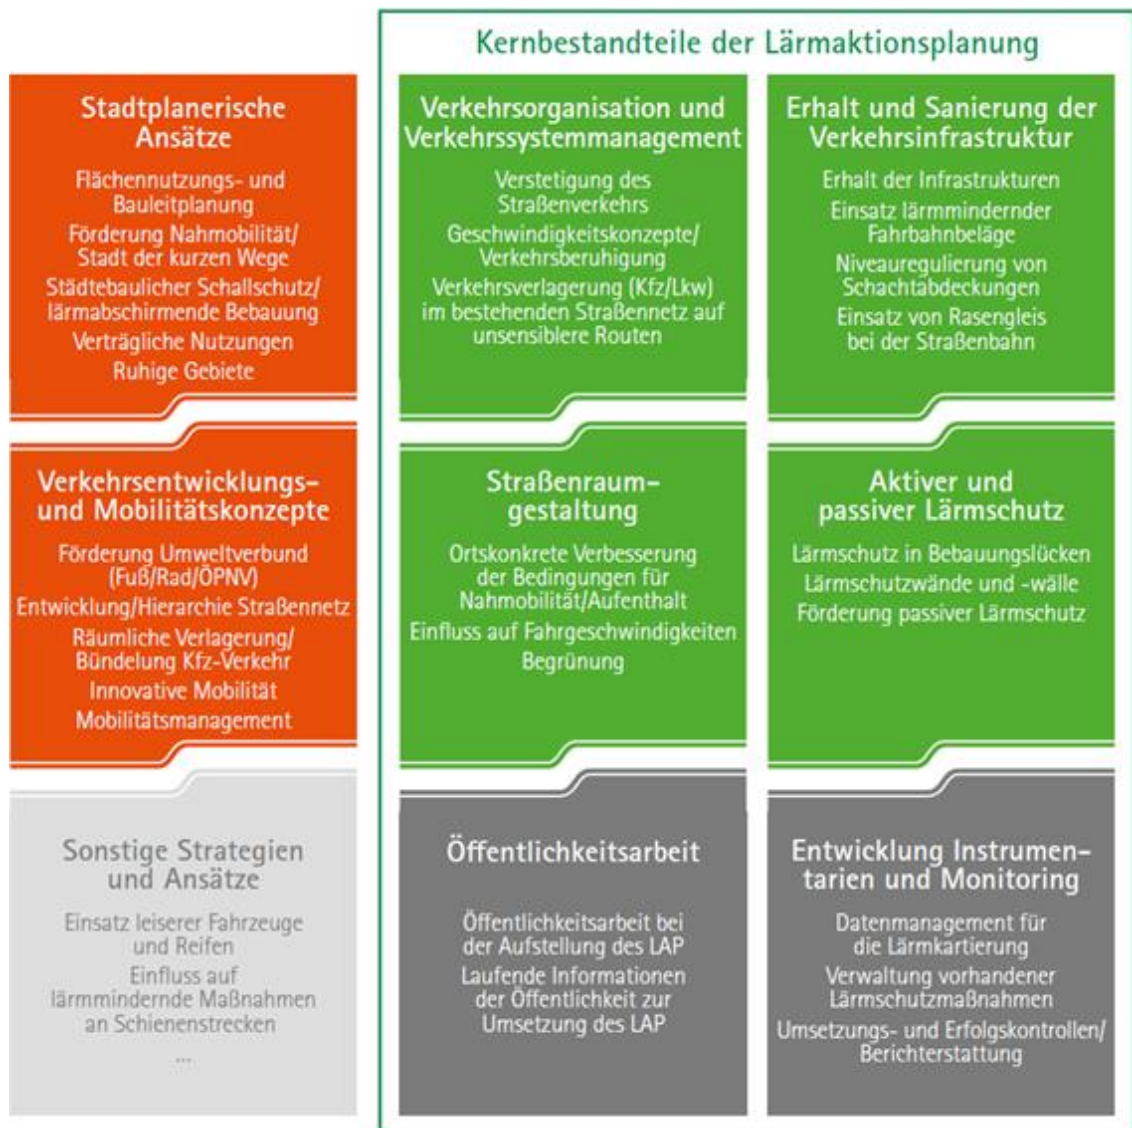 Kernbestandteile der Lärmaktionsplanung
Stadtplanerische
Ansätze
Flächennutzungs- und
Bauleitplanung
Förderung Nahmobilität/
Stadt der kurzen Wege
Städtebaulicher Schallschutz/
lärmabschirmende Bebauung
Verträgliche Nutzungen
Ruhige Gebiete
Verkehrsorganisation und
Verkehrssystemmanagement
Verstetigung des
Straßenverkehrs
Geschwindigkeitskonzepte/
Verkehrsberuhigung
Verkehrsverlagerung (Kfz/Lkw)
im bestehenden Straßennetz auf
unsensiblere Routen
Erhalt und Sanierung der
Verkehrsinfrastruktur
Erhalt der Infrastrukturen
Einsatz lärmmindernder
Fahrbahnbeläge
Niveauregulierung von
Schachtabdeckungen
Einsatz von Rasengleis
bei der Straßenbahn
Verkehrsentwicklungs-
und Mobilitätskonzepte
Förderung Umweltverbund
(Fuß/Rad/ÖPNV)
Entwicklung/Hierarchie Straßennetz
Räumliche Verlagerung/
Bündelung Kfz-Verkehr
Innovative Mobilität
Mobilitätsmanagement
Straßenraum-
gestaltung
Ortskonkrete Verbesserung
der Bedingungen für
Nahmobilität/Aufenthalt
Einfluss auf Fahrgeschwindigkeiten
Begrünung
Aktiver und
passiver Lärmschutz
Lärmschutz in Bebauungslücken
Lärmschutzwände und -wälle
Förderung passiver Lärmschutz
Sonstige Strategien
und Ansätze
Einsatz leiserer Fahrzeuge
und Reifen
Einfluss auf
lärmmindernde Maßnahmen
an Schienenstrecken
...
Öffentlichkeitsarbeit
Öffentlichkeitsarbeit bei
der Aufstellung des LAP
Laufende Informationen
der Öffentlichkeit zur
Umsetzung des LAP
Entwicklung Instrumen-
tarien und Monitoring
Datenmanagement für
die Lärmkartierung
Verwaltung vorhandener
Lärmschutzmaßnahmen
Umsetzungs- und Erfolgskontrollen/
Berichterstattung